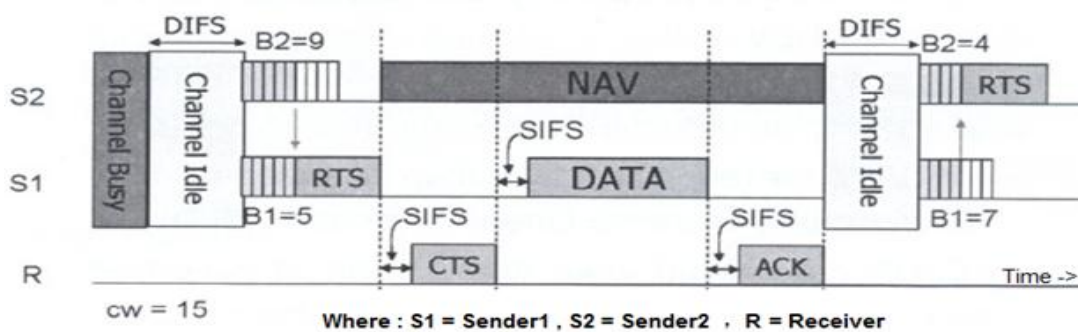 DIFS B2=9 DIFS B2=4
Channel Busy
Channel Idle
S2 NAV RTS
Channel Idle
SIFS
S1 RTS DATA
B1=5 SIFS SIFS B1=7
R CTS ACK Time ->
cw = 15
Where : S1 = Sender1 , S2 = Sender2 , R = Receiver